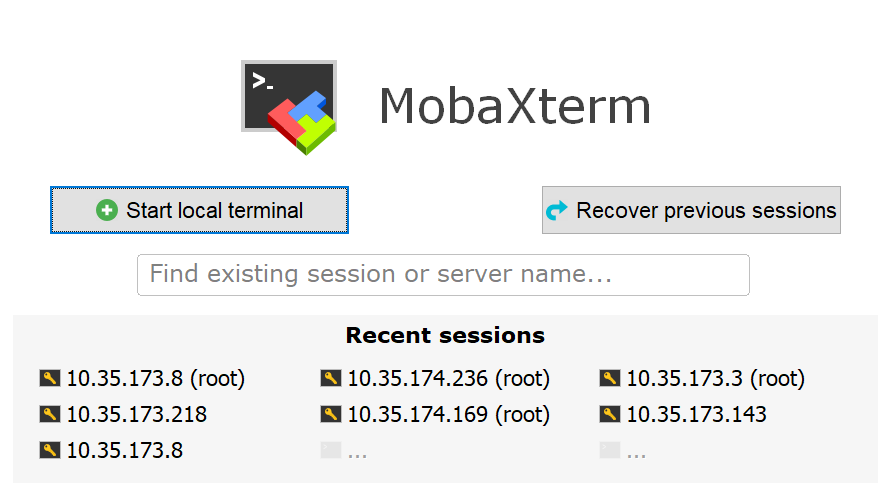 >_
MobaXterm
Start local terminal
Recover previous sessions
Find existing session or server name...
Recent sessions
10.35.173.8 (root) 10.35.174.236 (root) 10.35.173.3 (root)
10.35.173.218 10.35.174.169 (root) 10.35.173.143
10.35.173.8 ... ...